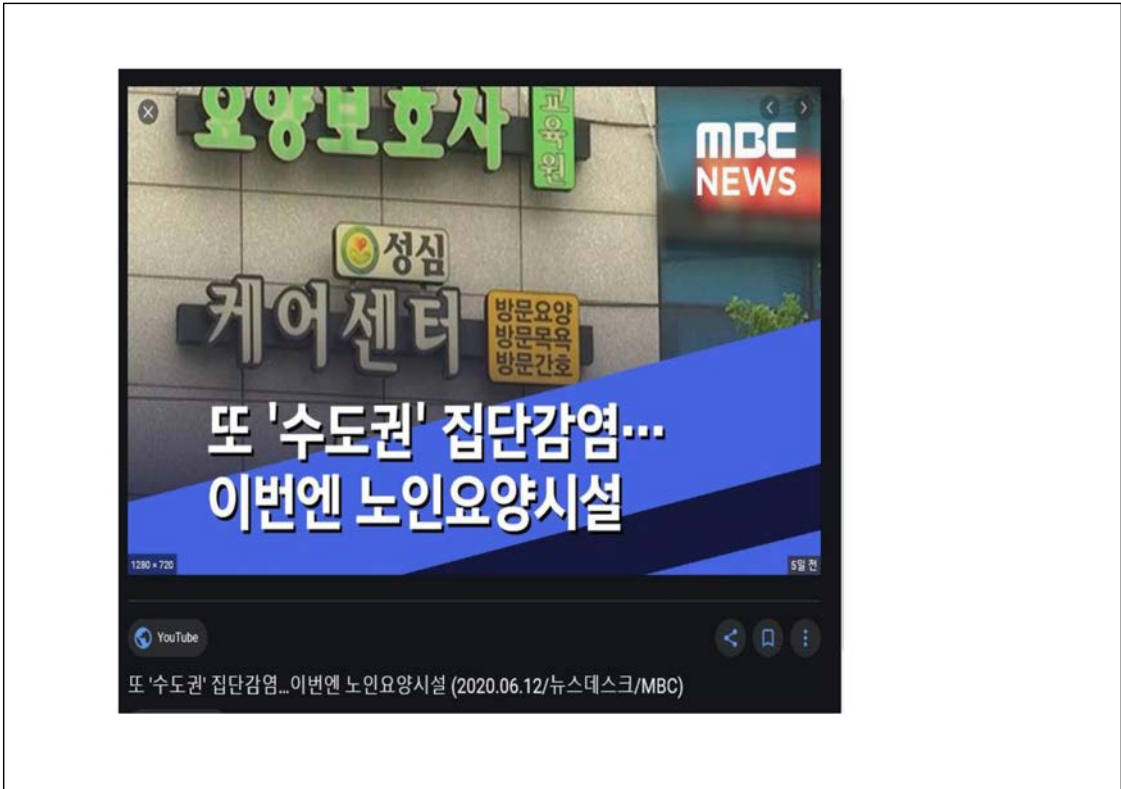 요양보호사
교육원
MBC
NEWS
성심
케어센터
방문요양
방문목욕
방문간호
또 '수도권' 집단감염…
이번엔 노인요양시설
1280 × 720
5일 전
YouTube
또 '수도권' 집단감염...이번엔 노인요양시설 (2020.06.12/뉴스데스크/MBC)